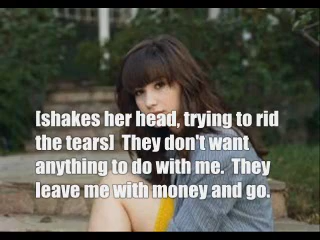 [shakes her head, trying to rid
the tears]  They don't want
anything to do with me.  They
leave me with money and go.